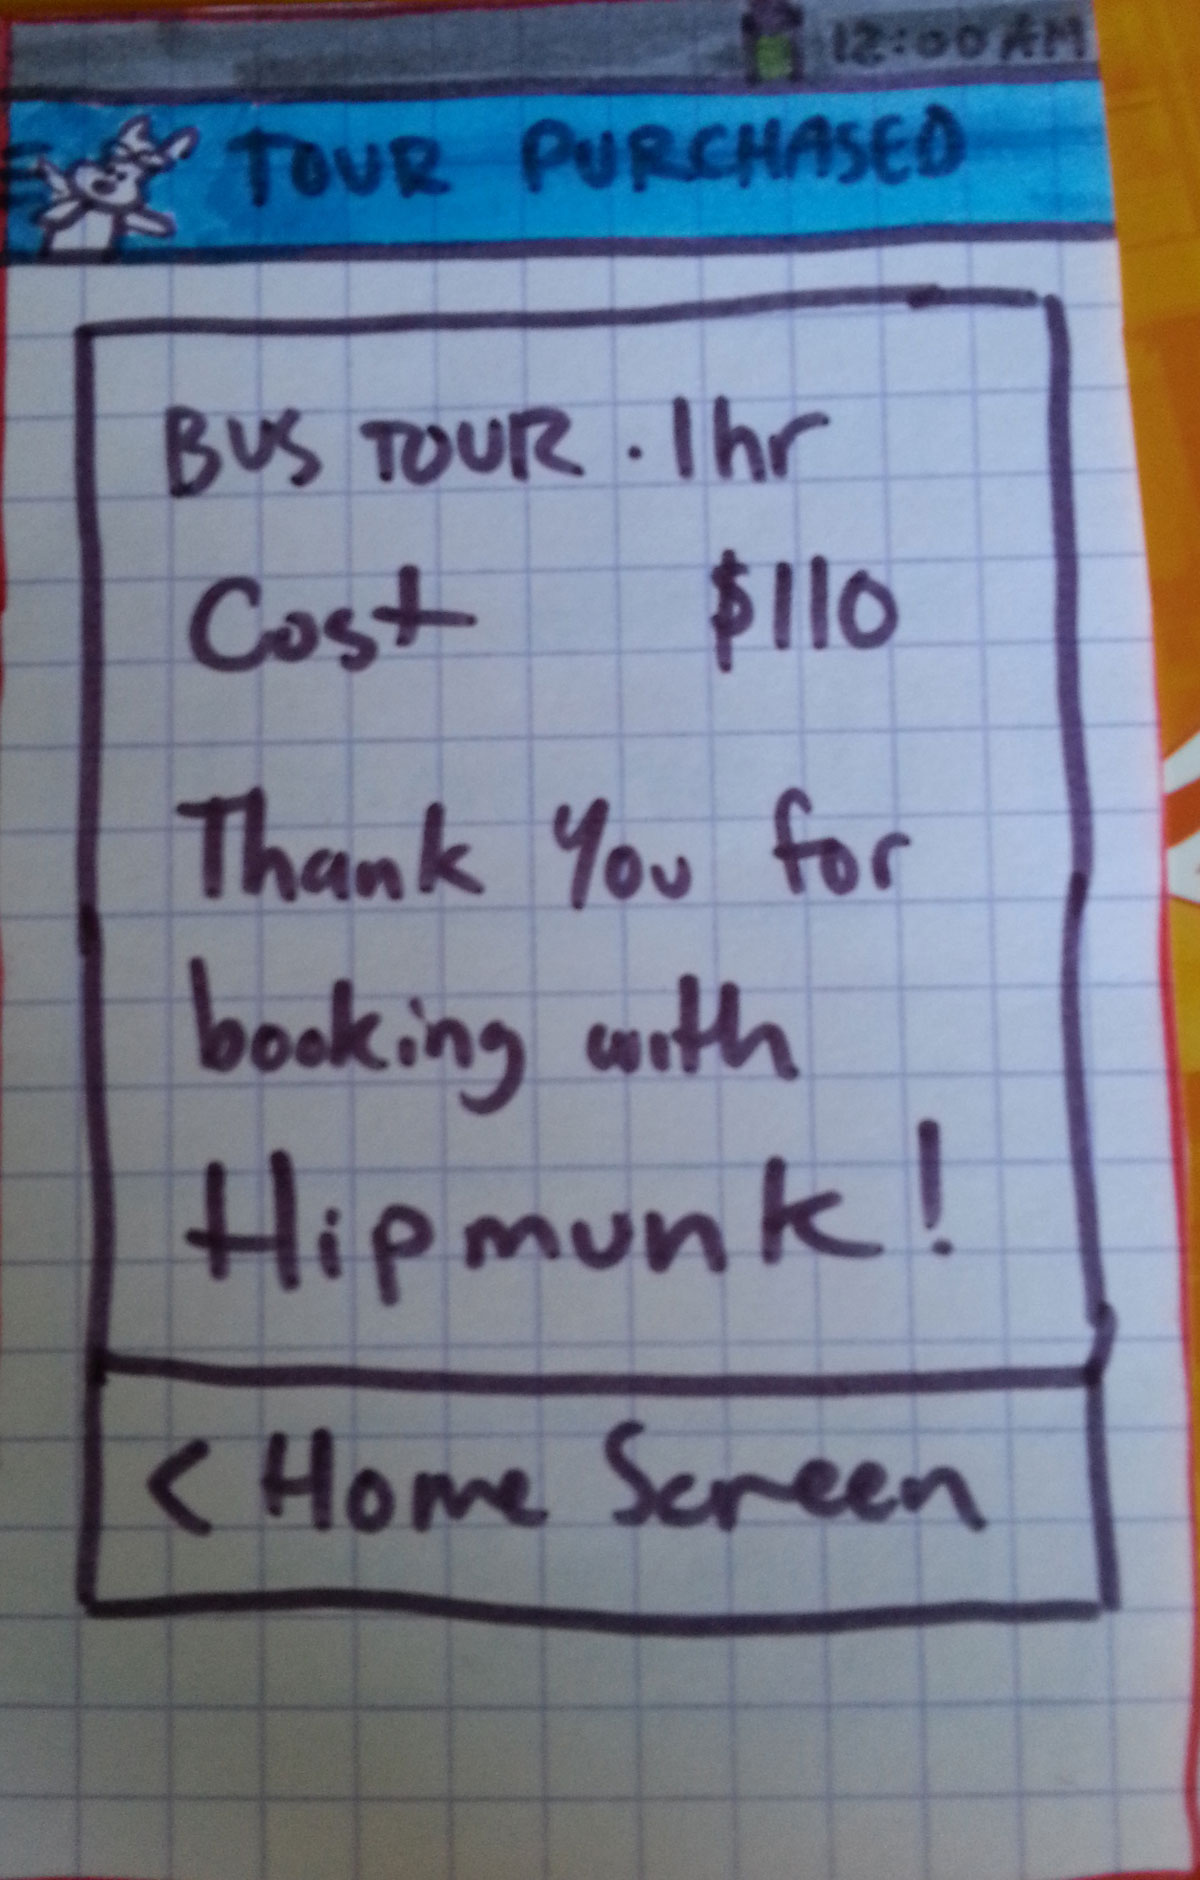 12:00 AM
TOUR PURCHASED
BUS TOUR . 1hr
Cost $110
Thank You for
booking with
Hipmunk!
< Home Screen